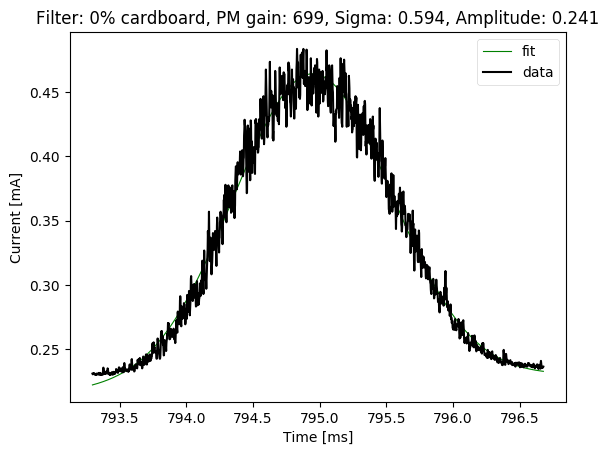 Filter: 0% cardboard, PM gain: 699, Sigma: 0.594, Amplitude: 0.241
fit
data
0.45
0.40
0.35
0.30
0.25
Current [mA]
793.5 794.0 794.5 795.0 795.5 796.0 796.5
Time [ms]